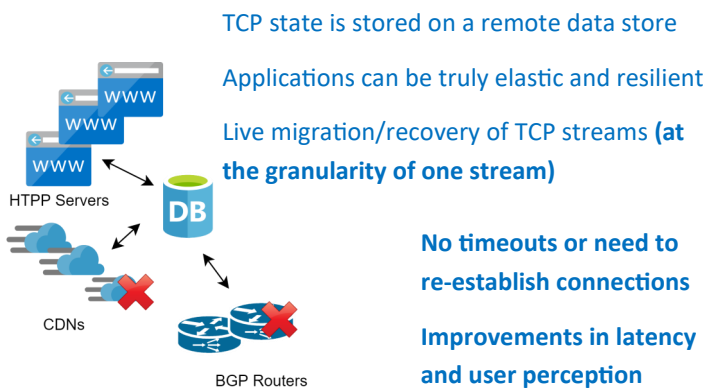 TCP state is stored on a remote data store
Applications can be truly elastic and resilient
Live migration/recovery of TCP streams (at
the granularity of one stream)
www
www
www
HTPP Servers
DB
CDNs
BGP Routers
No timeouts or need to
re-establish connections
Improvements in latency
and user perception